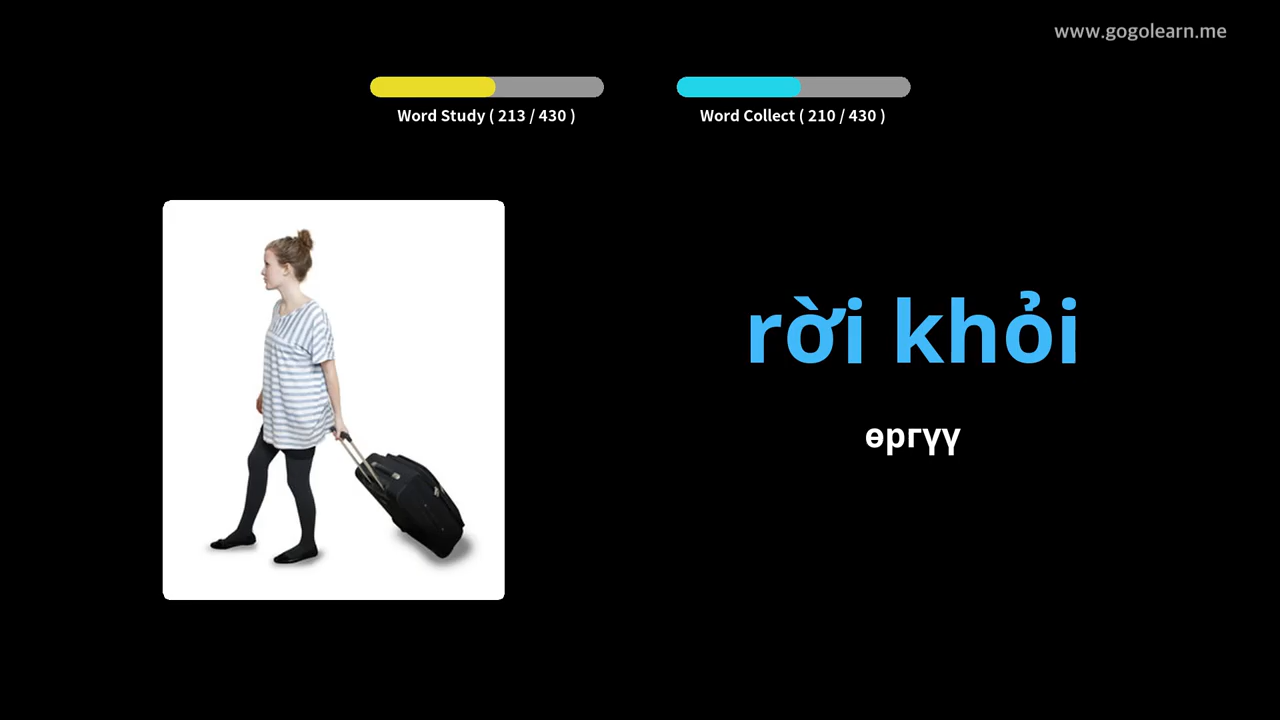 www.gogolearn.me
Word Study ( 213 / 430 )
Word Collect ( 210 / 430 )
rời khỏi
өргүү